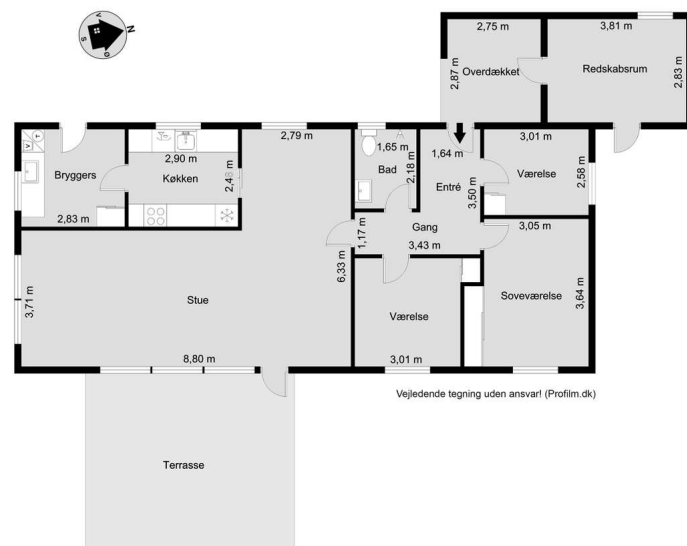 N
V
S
Ø
2,75 m
3,81 m
Overdækket
2,87 m
Redskabsrum
2,83 m
T
V
Bryggers
2,83 m
2,90 m
Køkken
2,48 m
2,79 m
1,65 m
Bad
2,18 m
1,64 m
Entré
3,50 m
3,01 m
Værelse
2,58 m
Gang
3,43 m
1,17 m
6,33 m
3,05 m
Soveværelse
3,64 m
3,71 m
Stue
8,80 m
Værelse
3,01 m
Vejledende tegning uden ansvar! (Profilm.dk)
Terrasse